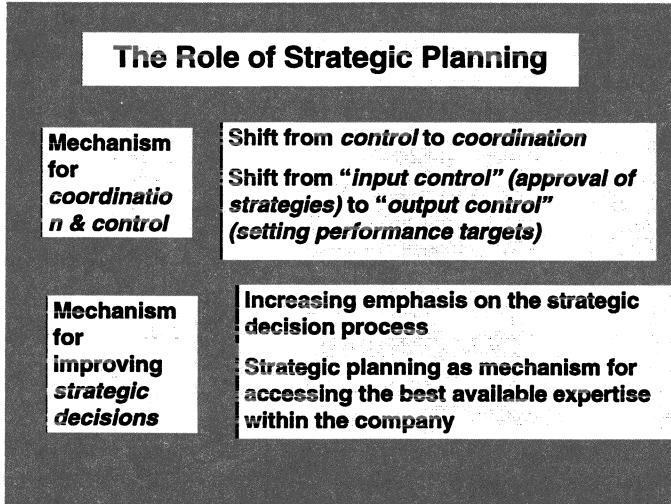 The Role of Strategic Planning
Mechanism
for
coordinatio
n & control
Shift from control to coordination
Shift from “input control” (approval of
strategies) to “output control”
(setting performance targets)
Mechanism
for
improving
strategic
decisions
Increasing emphasis on the strategic
decision process
Strategic planning as mechanism for
accessing the best available expertise
within the company